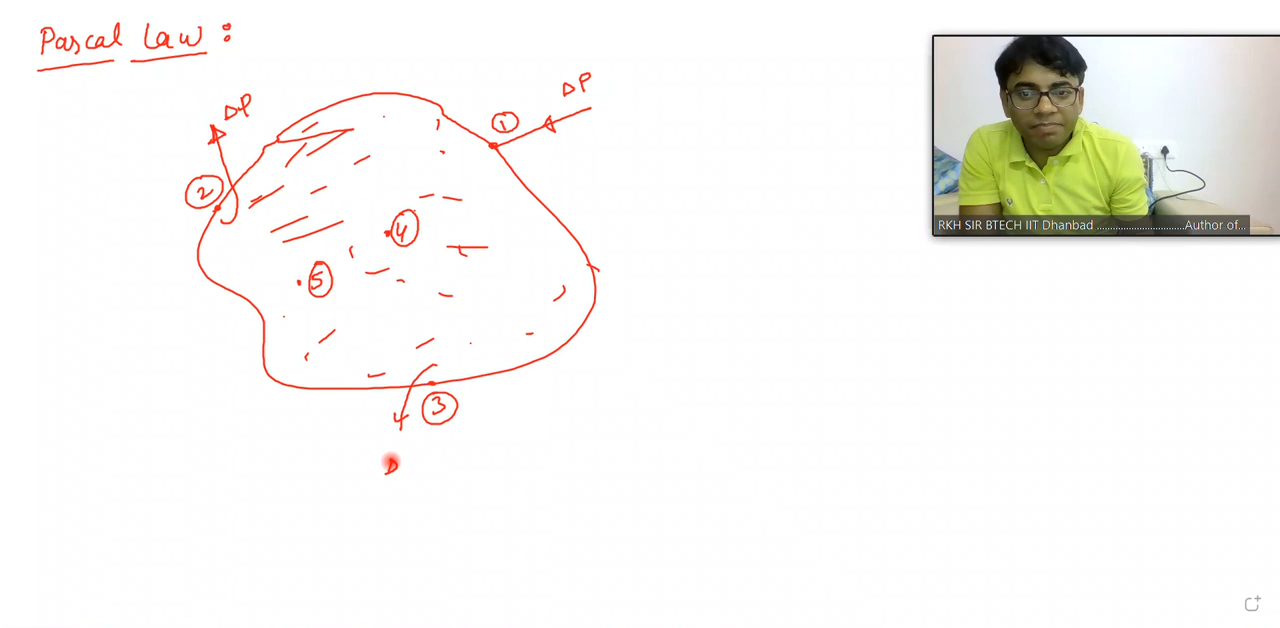 Pascal Law :
ΔP
ΔP
1
2
4
5
3
Δ
RKH SIR BTECH IIT Dhanbad ..................................Author of...